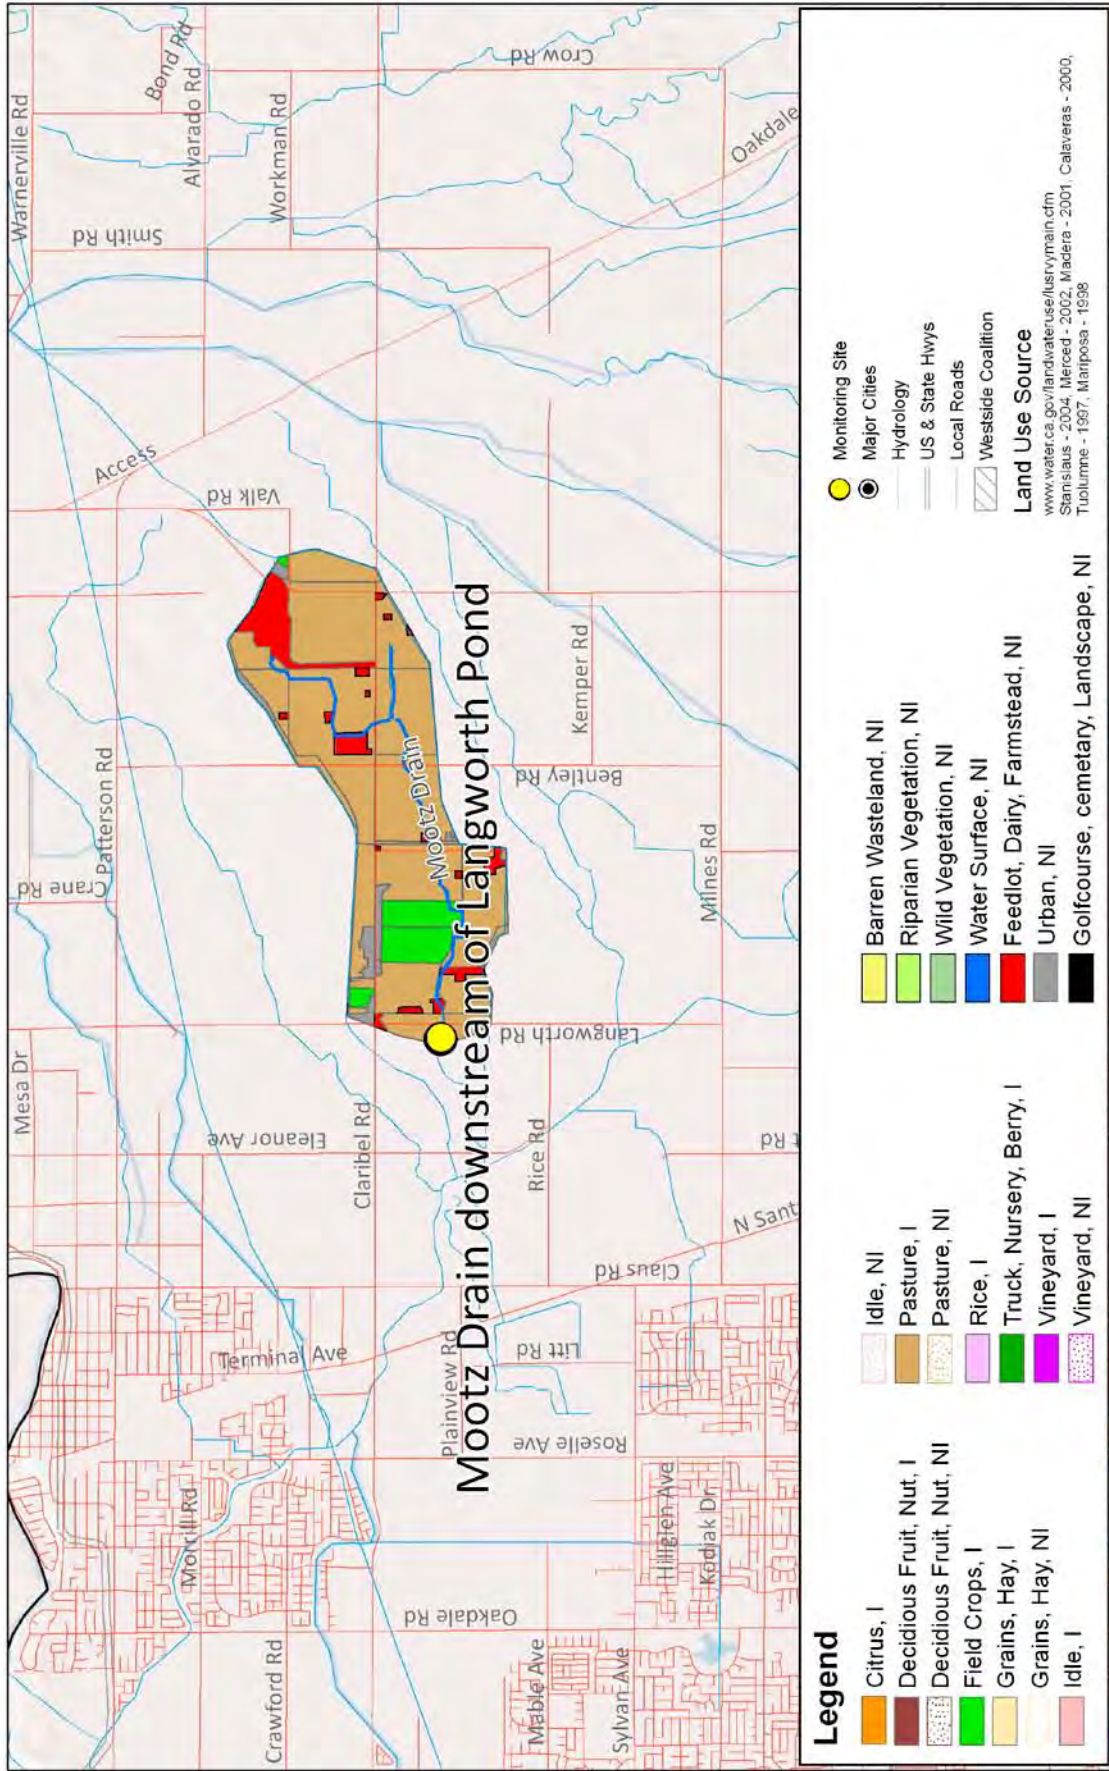 Warnerville Rd
Bond Rd
Alvarado Rd
Crow Rd
Workman Rd
Smith Rd
Oakdale
Access
Valk Rd
Patterson Rd
Crane Rd
Mesa Dr
Eleanor Ave
Claribel Rd
Mootz Drain
Mootz Drain downstream of Langworth Pond
Kemper Rd
Bentley Rd
Milnes Rd
Langworth Rd
Rice Rd
t Rd
N Sant
Claus Rd
Terminal Ave
Plainview Rd
Litt Rd
Roselle Ave
Morrill Rd
Hillglen Ave
Kodiak Dr
Oakdale Rd
Crawford Rd
Mable Ave
Sylvan Ave
Legend
Citrus, I
Decidious Fruit, Nut, I
Decidious Fruit, Nut, NI
Field Crops, I
Grains, Hay, I
Grains, Hay, NI
Idle, I
Idle, NI
Pasture, I
Pasture, NI
Rice, I
Truck, Nursery, Berry, I
Vineyard, I
Vineyard, NI
Barren Wasteland, NI
Riparian Vegetation, NI
Wild Vegetation, NI
Water Surface, NI
Feedlot, Dairy, Farmstead, NI
Urban, NI
Golfcourse, cemetary, Landscape, NI
Monitoring Site
Major Cities
Hydrology
US & State Hwys
Local Roads
Westside Coalition
Land Use Source
www.water.ca.gov/landwateruse/lusrvymain.cfm
Stanislaus - 2004, Merced - 2002, Madera - 2001, Calaveras - 2000,
Tuolumne - 1997, Mariposa - 1998